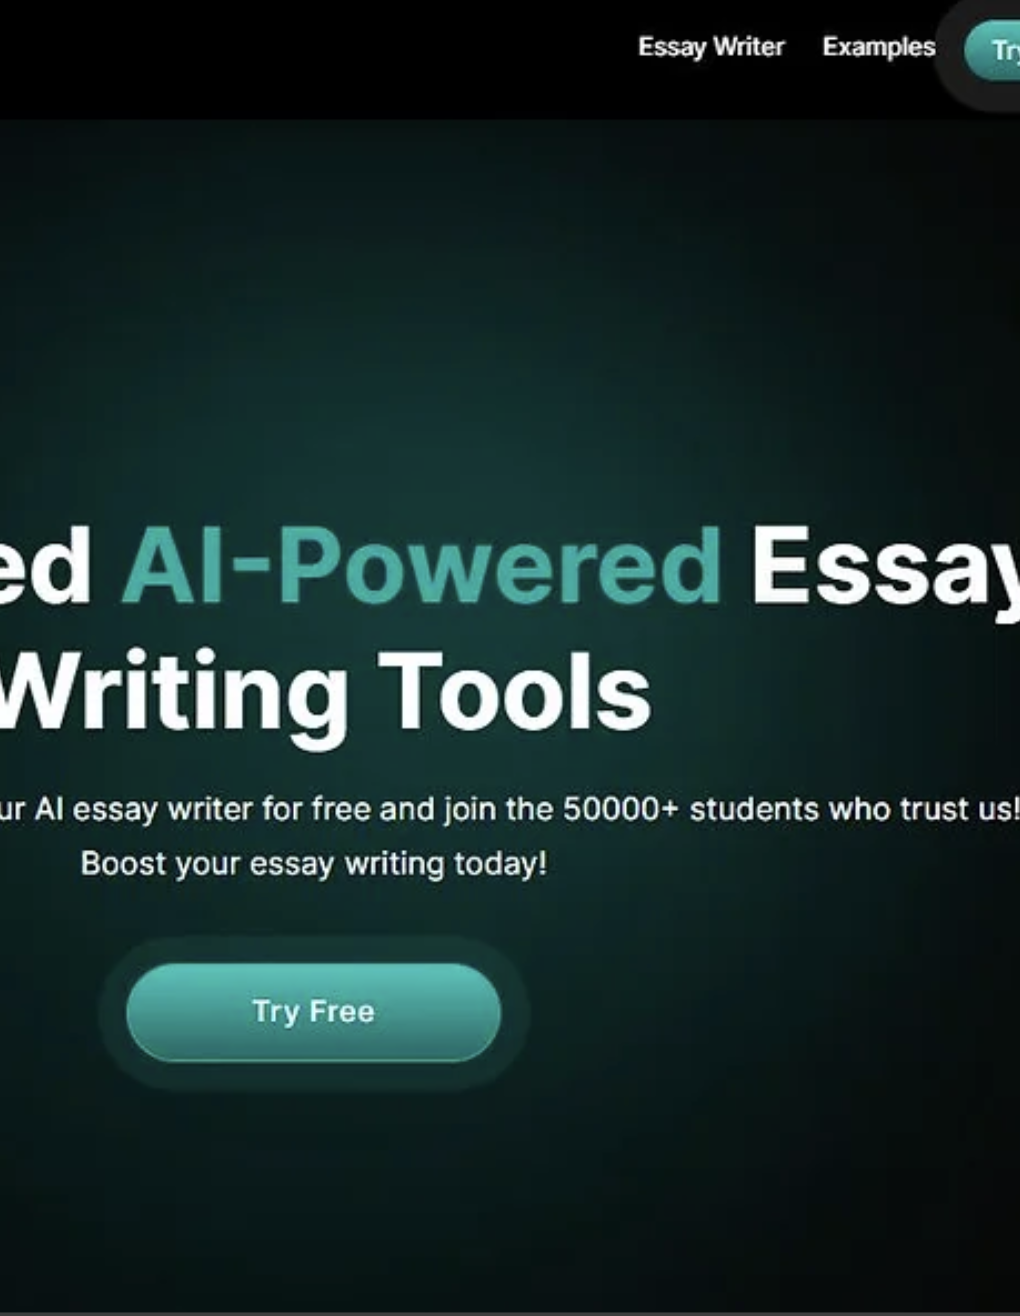 Essay Writer Examples Try
ed AI-Powered Essay
Writing Tools
ur AI essay writer for free and join the 50000+ students who trust us!
Boost your essay writing today!
Try Free